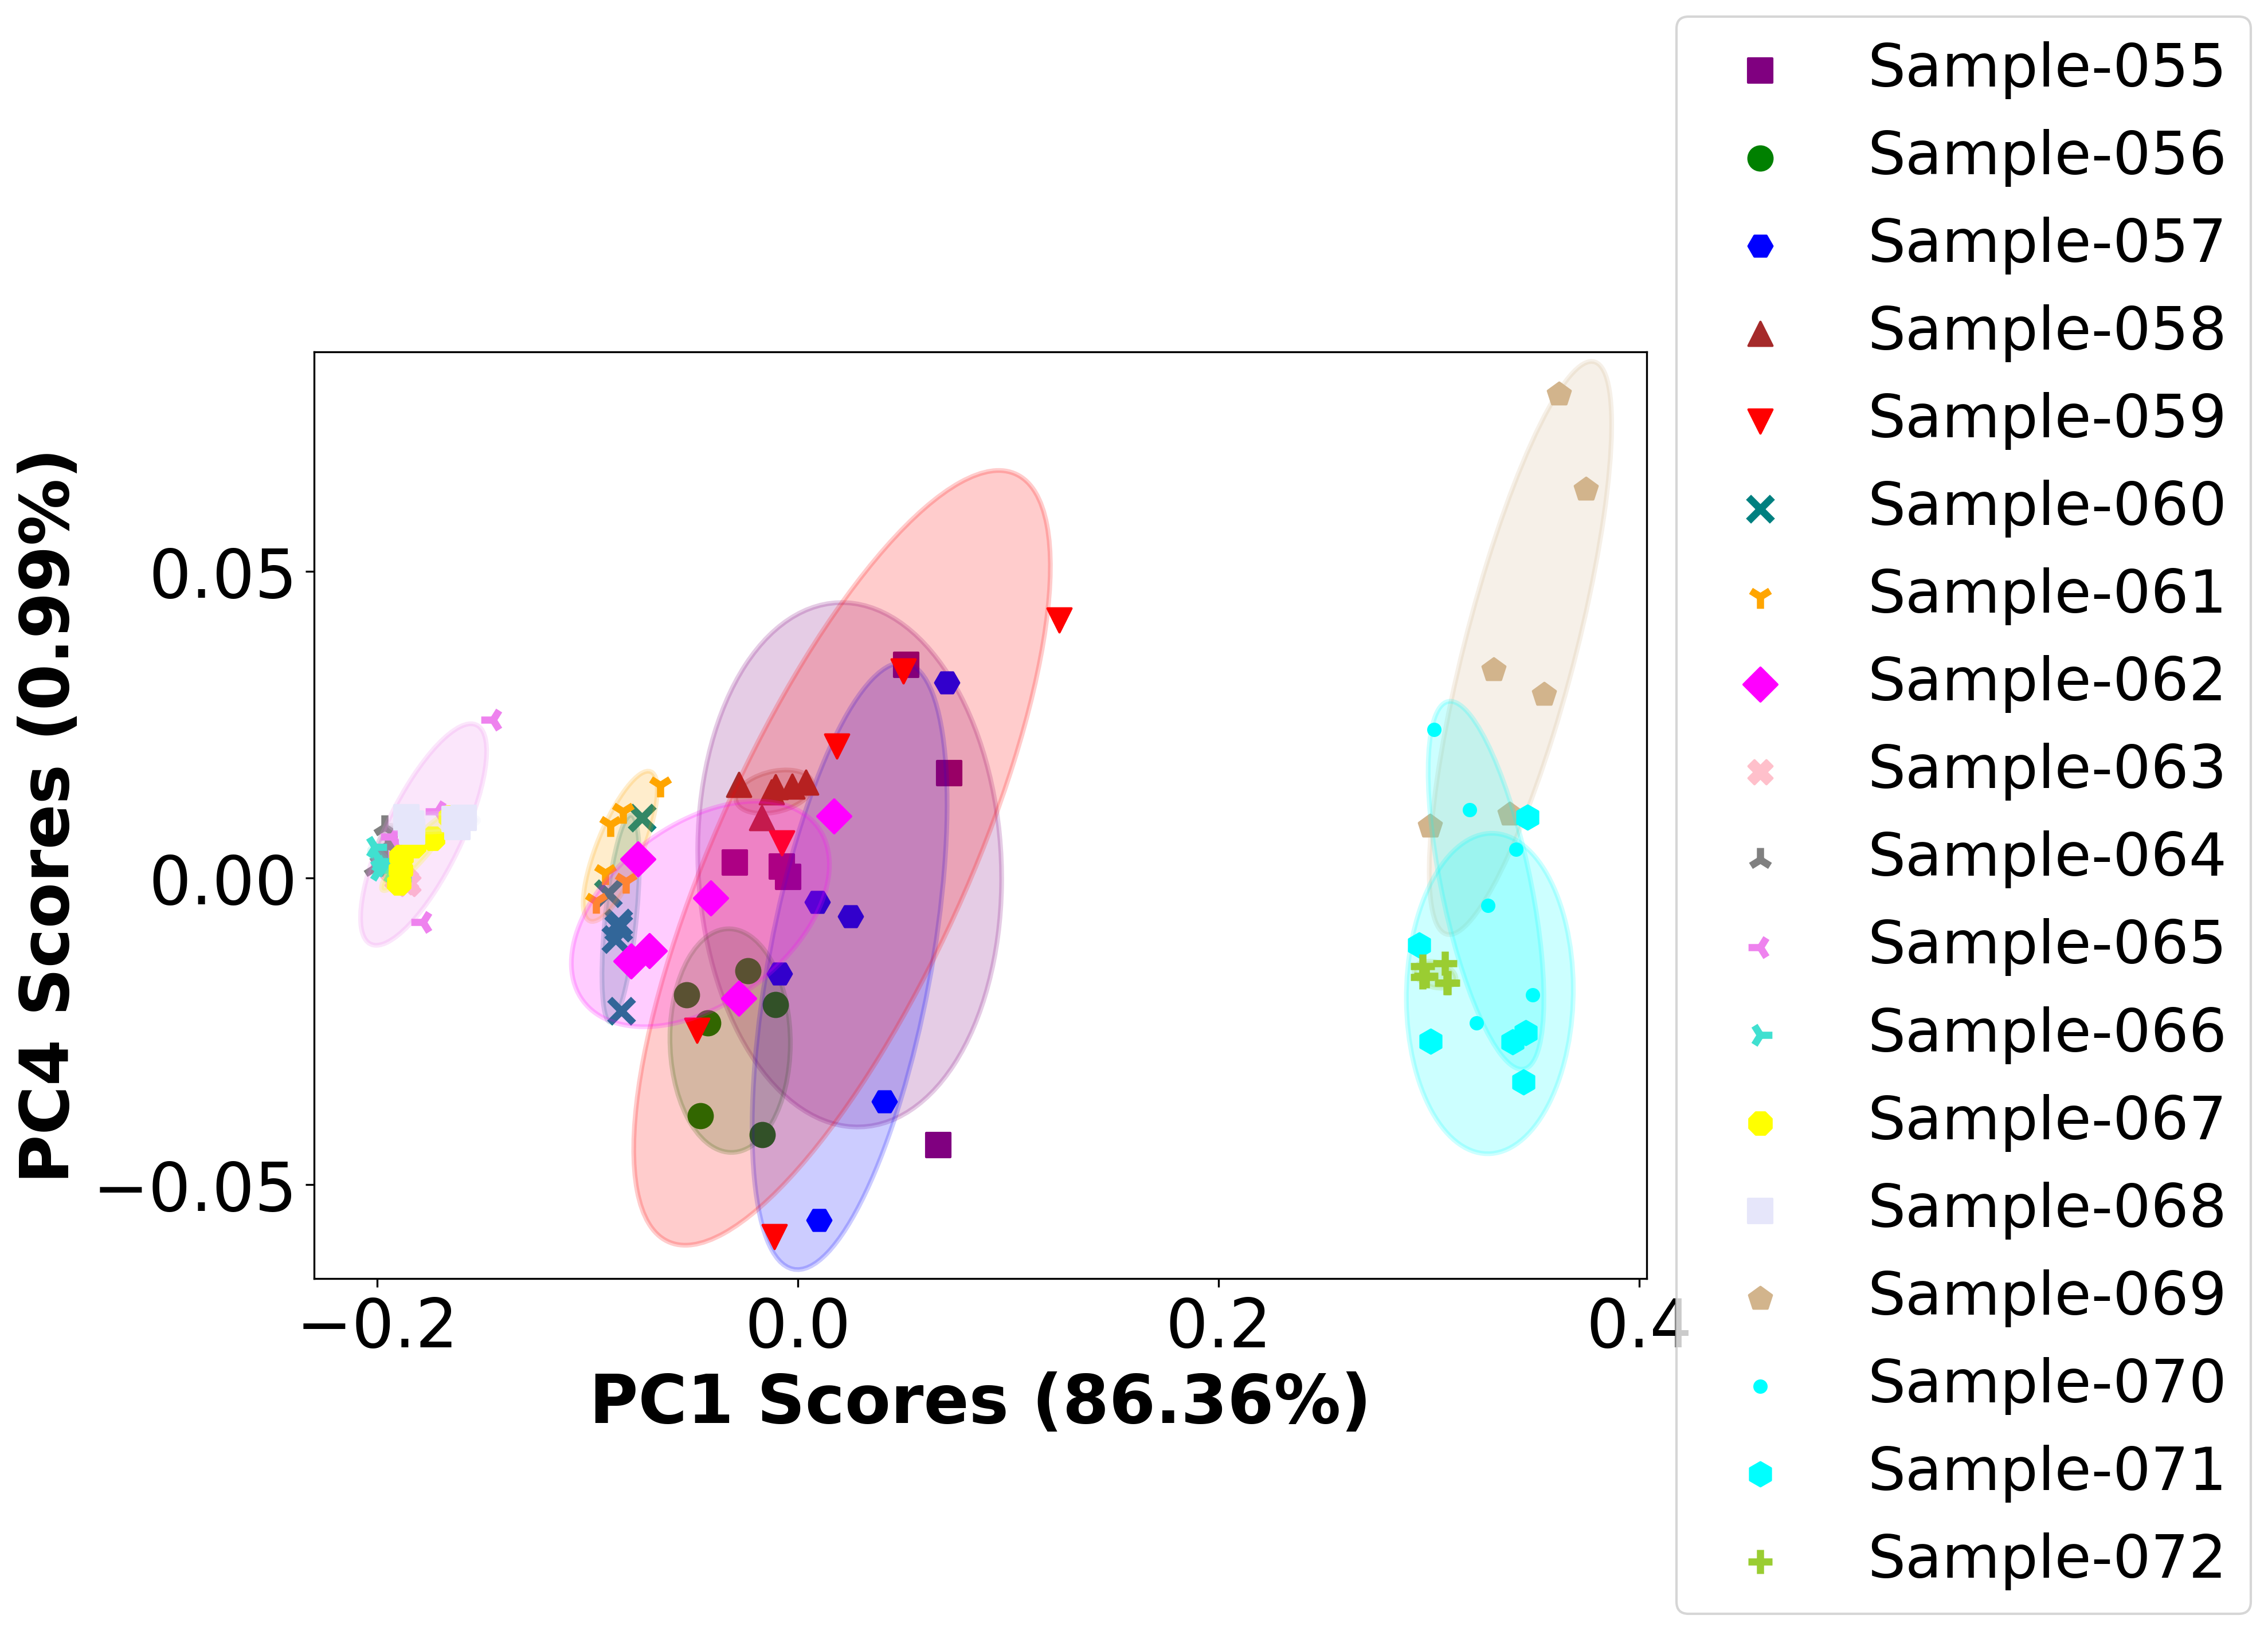 Sample-055
Sample-056
Sample-057
Sample-058
Sample-059
Sample-060
Sample-061
Sample-062
Sample-063
Sample-064
Sample-065
Sample-066
Sample-067
Sample-068
Sample-069
Sample-070
Sample-071
Sample-072
PC4 Scores (0.99%)
0.05
0.00
−0.05
−0.2 0.0 0.2 0.4
PC1 Scores (86.36%)